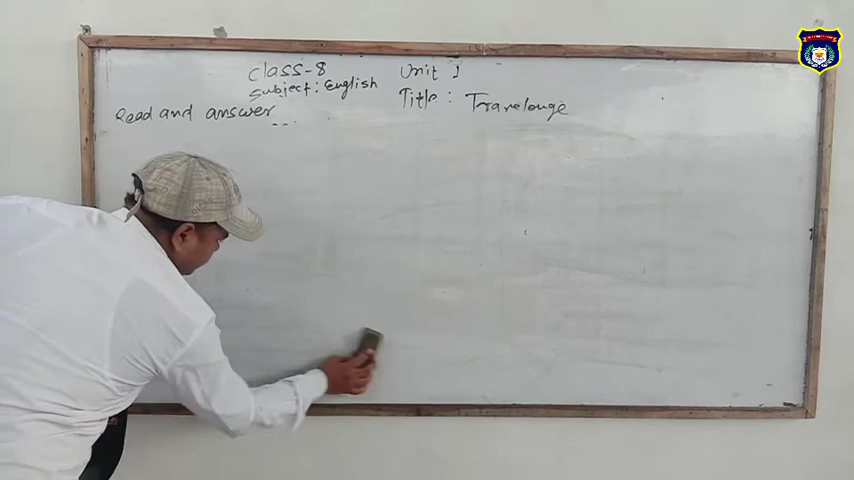 Class-8
Subject: English
Unit 1
Title: Travelouge
Read and answer